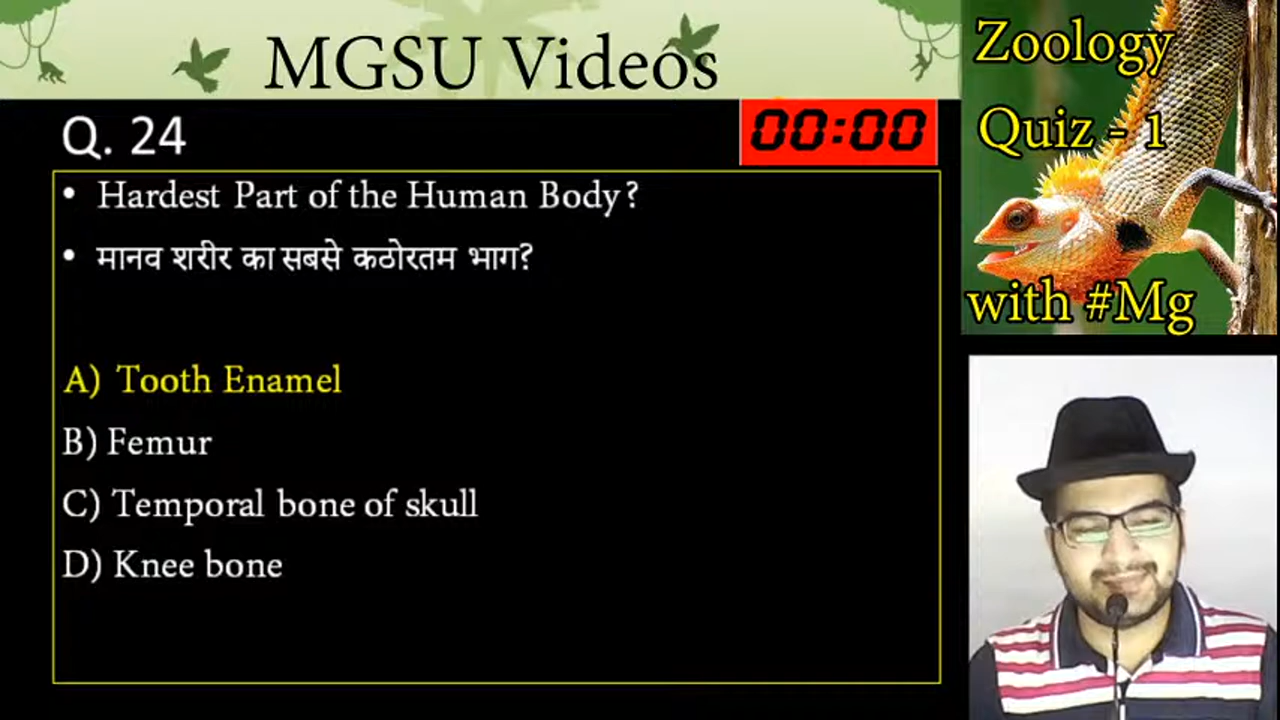 MGSU Videos
Q. 24
00:00
• Hardest Part of the Human Body?
• मानव शरीर का सबसे कठोरतम भाग?
A) Tooth Enamel
B) Femur
C) Temporal bone of skull
D) Knee bone
Zoology
Quiz - 1
with #Mg